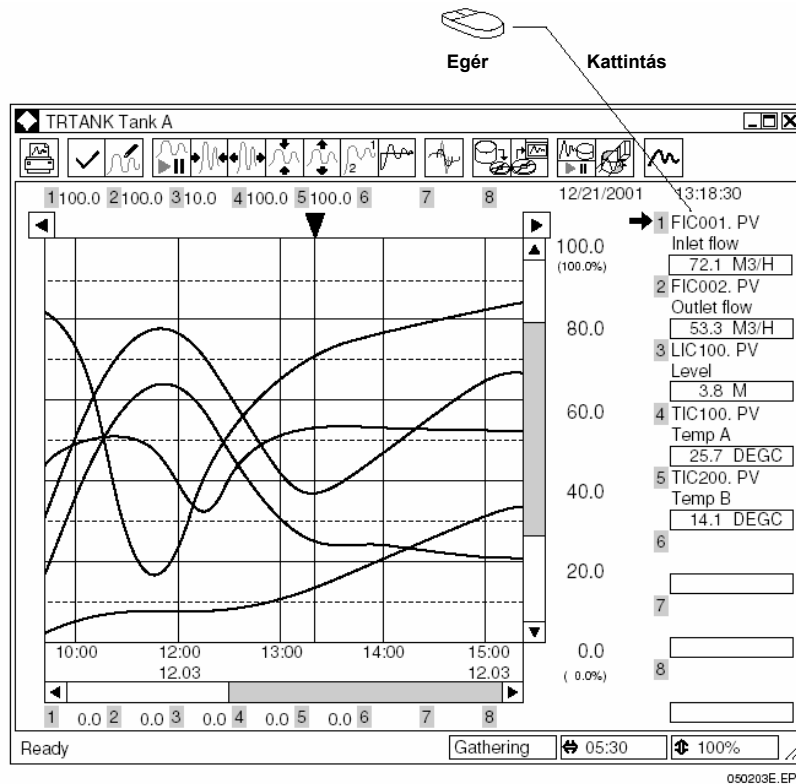 Egér
Kattintás
TRTANK Tank A
1 100.0 2 100.0 3 10.0 4 100.0 5 100.0 6 7 8
12/21/2001 13:18:30
1 FIC001. PV
Inlet flow
72.1 M3/H
2 FIC002. PV
Outlet flow
53.3 M3/H
3 LIC100. PV
Level
3.8 M
4 TIC100. PV
Temp A
25.7 DEGC
5 TIC200. PV
Temp B
14.1 DEGC
6
7
8
100.0
(100.0%)
80.0
60.0
40.0
20.0
0.0
( 0.0%)
10:00 12:00 13:00 14:00 15:00
12.03 12.03
1 0.0 2 0.0 3 0.0 4 0.0 5 0.0 6 7 8
Ready
Gathering
05:30
100%
050203E.EP